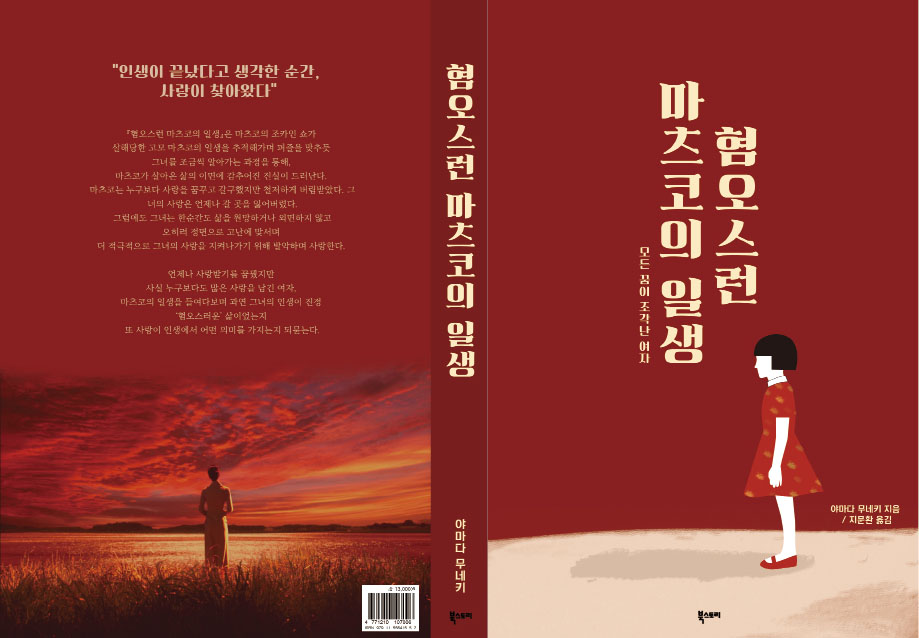 "인생이 끝났다고 생각한 순간,
사랑이 찾아왔다"
『혐오스런 마츠코의 일생』은 마츠코의 조카인 쇼가
살해당한 고모 마츠코의 인생을 추적해가며 퍼즐을 맞추듯
그녀를 조금씩 알아가는 과정을 통해,
마츠코가 살아온 삶의 이면에 감추어진 진실이 드러난다.
마츠코는 누구보다 사랑을 꿈꾸고 갈구했지만 철저하게 버림받았다. 그
녀의 사랑은 언제나 갈 곳을 잃어버렸다.
그럼에도 그녀는 한순간도 삶을 원망하거나 외면하지 않고
오히려 정면으로 고난에 맞서며
더 적극적으로 그녀의 사랑을 지켜나가기 위해 발악하며 사랑한다.
언제나 사랑받기를 꿈꿨지만
사실 누구보다도 많은 사랑을 남긴 여자,
마츠코의 일생을 들여다보며 과연 그녀의 인생이 진정
'혐오스러운' 삶이었는지
또 사랑이 인생에서 어떤 의미를 가지는지 되묻는다.
값 13,000원
4 771210 107006
혐오스런 마츠코의 일생
야마다 무네키
북스토리
혐오스런
마츠코의 일생
모든 꿈이 조각난 여자
야마다 무네키 지음
/ 지문환 옮김
북스토리